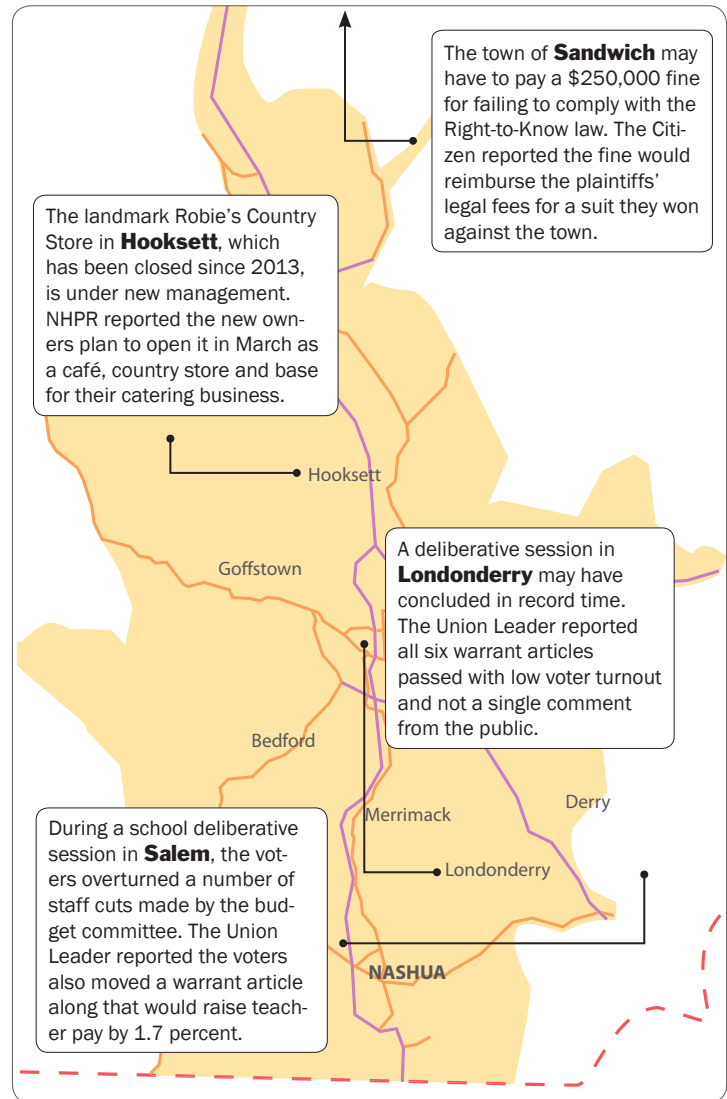 The town of Sandwich may
have to pay a $250,000 fine
for failing to comply with the
Right-to-Know law. The Citi-
zen reported the fine would
reimburse the plaintiffs'
legal fees for a suit they won
against the town.
The landmark Robie's Country
Store in Hooksett, which
has been closed since 2013,
is under new management.
NHPR reported the new own-
ers plan to open it in March as
a café, country store and base
for their catering business.
Hooksett
Goffstown
A deliberative session in
Londonderry may have
concluded in record time.
The Union Leader reported
all six warrant articles
passed with low voter turnout
and not a single comment
from the public.
Bedford
Merrimack
Derry
Londonderry
During a school deliberative
session in Salem, the vot-
ers overturned a number of
staff cuts made by the bud-
get committee. The Union
Leader reported the voters
also moved a warrant article
along that would raise teach-
er pay by 1.7 percent.
NASHUA